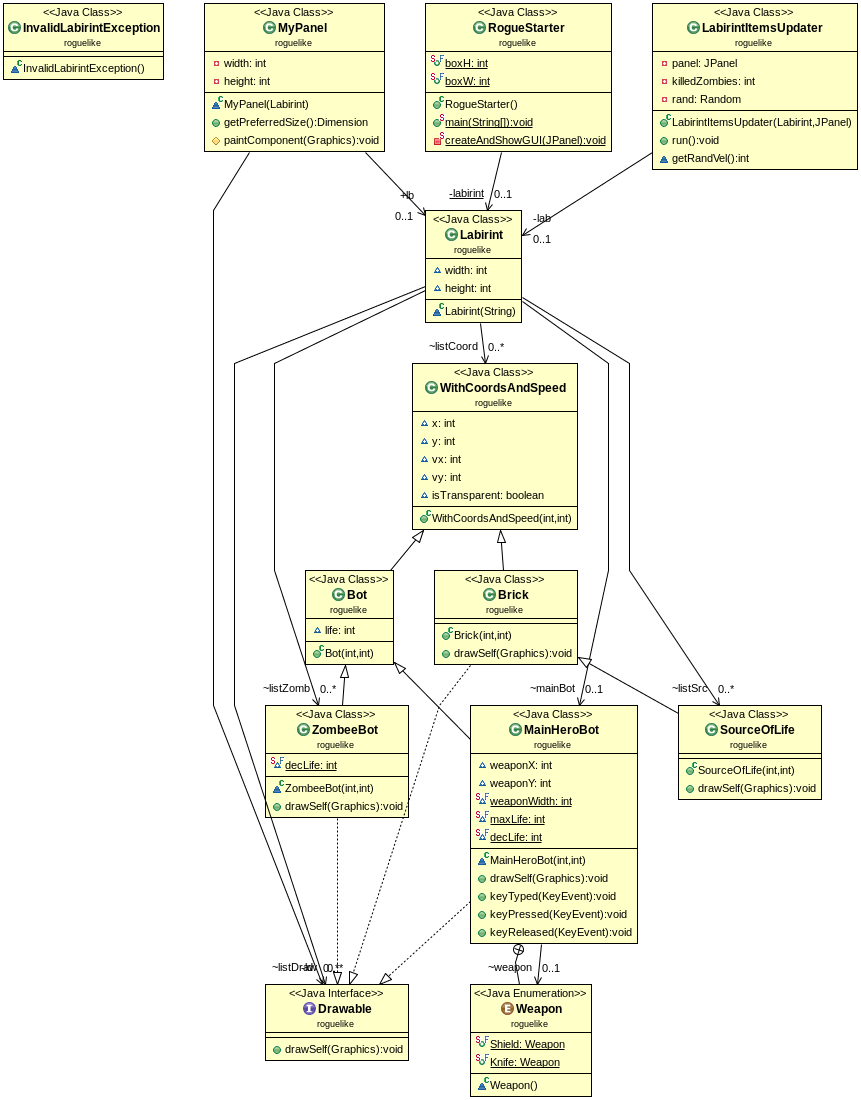 <<Java Class>>
InvalidLabirintException
roguelike
InvalidLabirintException()
<<Java Class>>
MyPanel
roguelike
width: int
height: int
MyPanel(Labirint)
getPreferredSize():Dimension
paintComponent(Graphics):void
<<Java Class>>
RogueStarter
roguelike
boxH: int
boxW: int
RogueStarter()
main(String[]):void
createAndShowGUI(JPanel):void
<<Java Class>>
LabirintItemsUpdater
roguelike
panel: JPanel
killedZombies: int
rand: Random
LabirintItemsUpdater(Labirint,JPanel)
run():void
getRandVel():int
~lb
0..1
-labirint
0..1
-lab
0..1
<<Java Class>>
Labirint
roguelike
width: int
height: int
Labirint(String)
~listCoord
0..*
<<Java Class>>
WithCoordsAndSpeed
roguelike
x: int
y: int
vx: int
vy: int
isTransparent: boolean
WithCoordsAndSpeed(int,int)
<<Java Class>>
Bot
roguelike
life: int
Bot(int,int)
<<Java Class>>
Brick
roguelike
Brick(int,int)
drawSelf(Graphics):void
~listZomb
0..*
~mainBot
0..1
~listSrc
0..*
<<Java Class>>
ZombeeBot
roguelike
decLife: int
ZombeeBot(int,int)
drawSelf(Graphics):void
<<Java Class>>
MainHeroBot
roguelike
weaponX: int
weaponY: int
weaponWidth: int
maxLife: int
decLife: int
MainHeroBot(int,int)
drawSelf(Graphics):void
keyTyped(KeyEvent):void
keyPressed(KeyEvent):void
keyReleased(KeyEvent):void
<<Java Class>>
SourceOfLife
roguelike
SourceOfLife(int,int)
drawSelf(Graphics):void
~weapon
0..1
<<Java Interface>>
Drawable
roguelike
drawSelf(Graphics):void
<<Java Enumeration>>
Weapon
roguelike
Shield: Weapon
Knife: Weapon
Weapon()